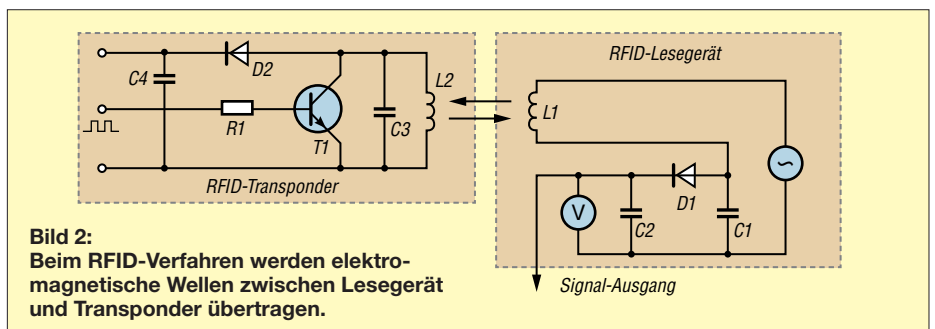 RFID-Lesegerät
C4
D2
L2
R1
T1
C3
L1
~
RFID-Transponder
V
C2
D1
C1
Signal-Ausgang
Bild 2:
Beim RFID-Verfahren werden elektro-
magnetische Wellen zwischen Lesegerät
und Transponder übertragen.